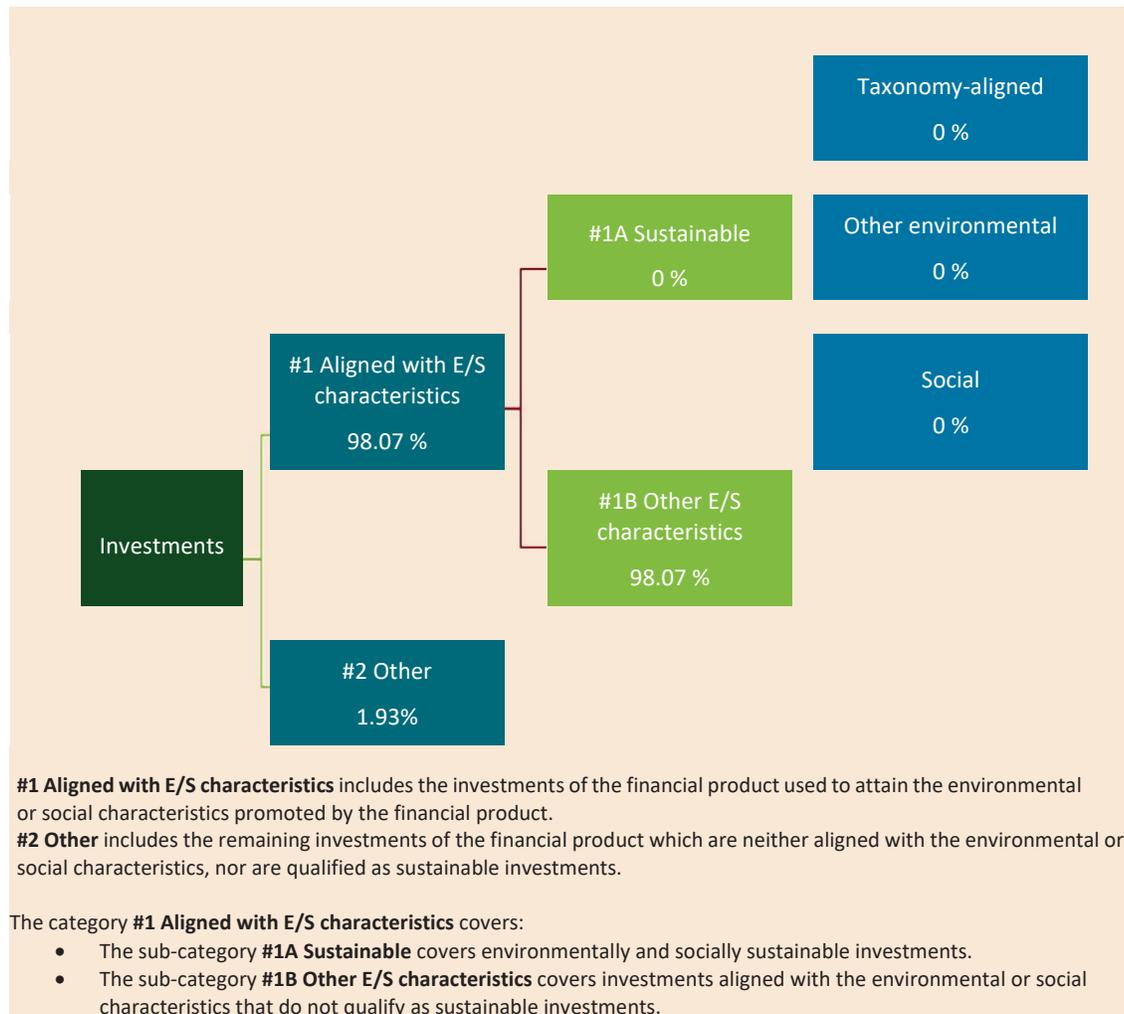 Taxonomy-aligned
0 %
#1A Sustainable
0 %
Other environmental
0 %
#1 Aligned with E/S
characteristics
98.07 %
Social
0 %
Investments
#1B Other E/S
characteristics
98.07 %
#2 Other
1.93%
#1 Aligned with E/S characteristics includes the investments of the financial product used to attain the environmental
or social characteristics promoted by the financial product.
#2 Other includes the remaining investments of the financial product which are neither aligned with the environmental or
social characteristics, nor are qualified as sustainable investments.
The category #1 Aligned with E/S characteristics covers:
• The sub-category #1A Sustainable covers environmentally and socially sustainable investments.
• The sub-category #1B Other E/S characteristics covers investments aligned with the environmental or social
characteristics that do not qualify as sustainable investments.